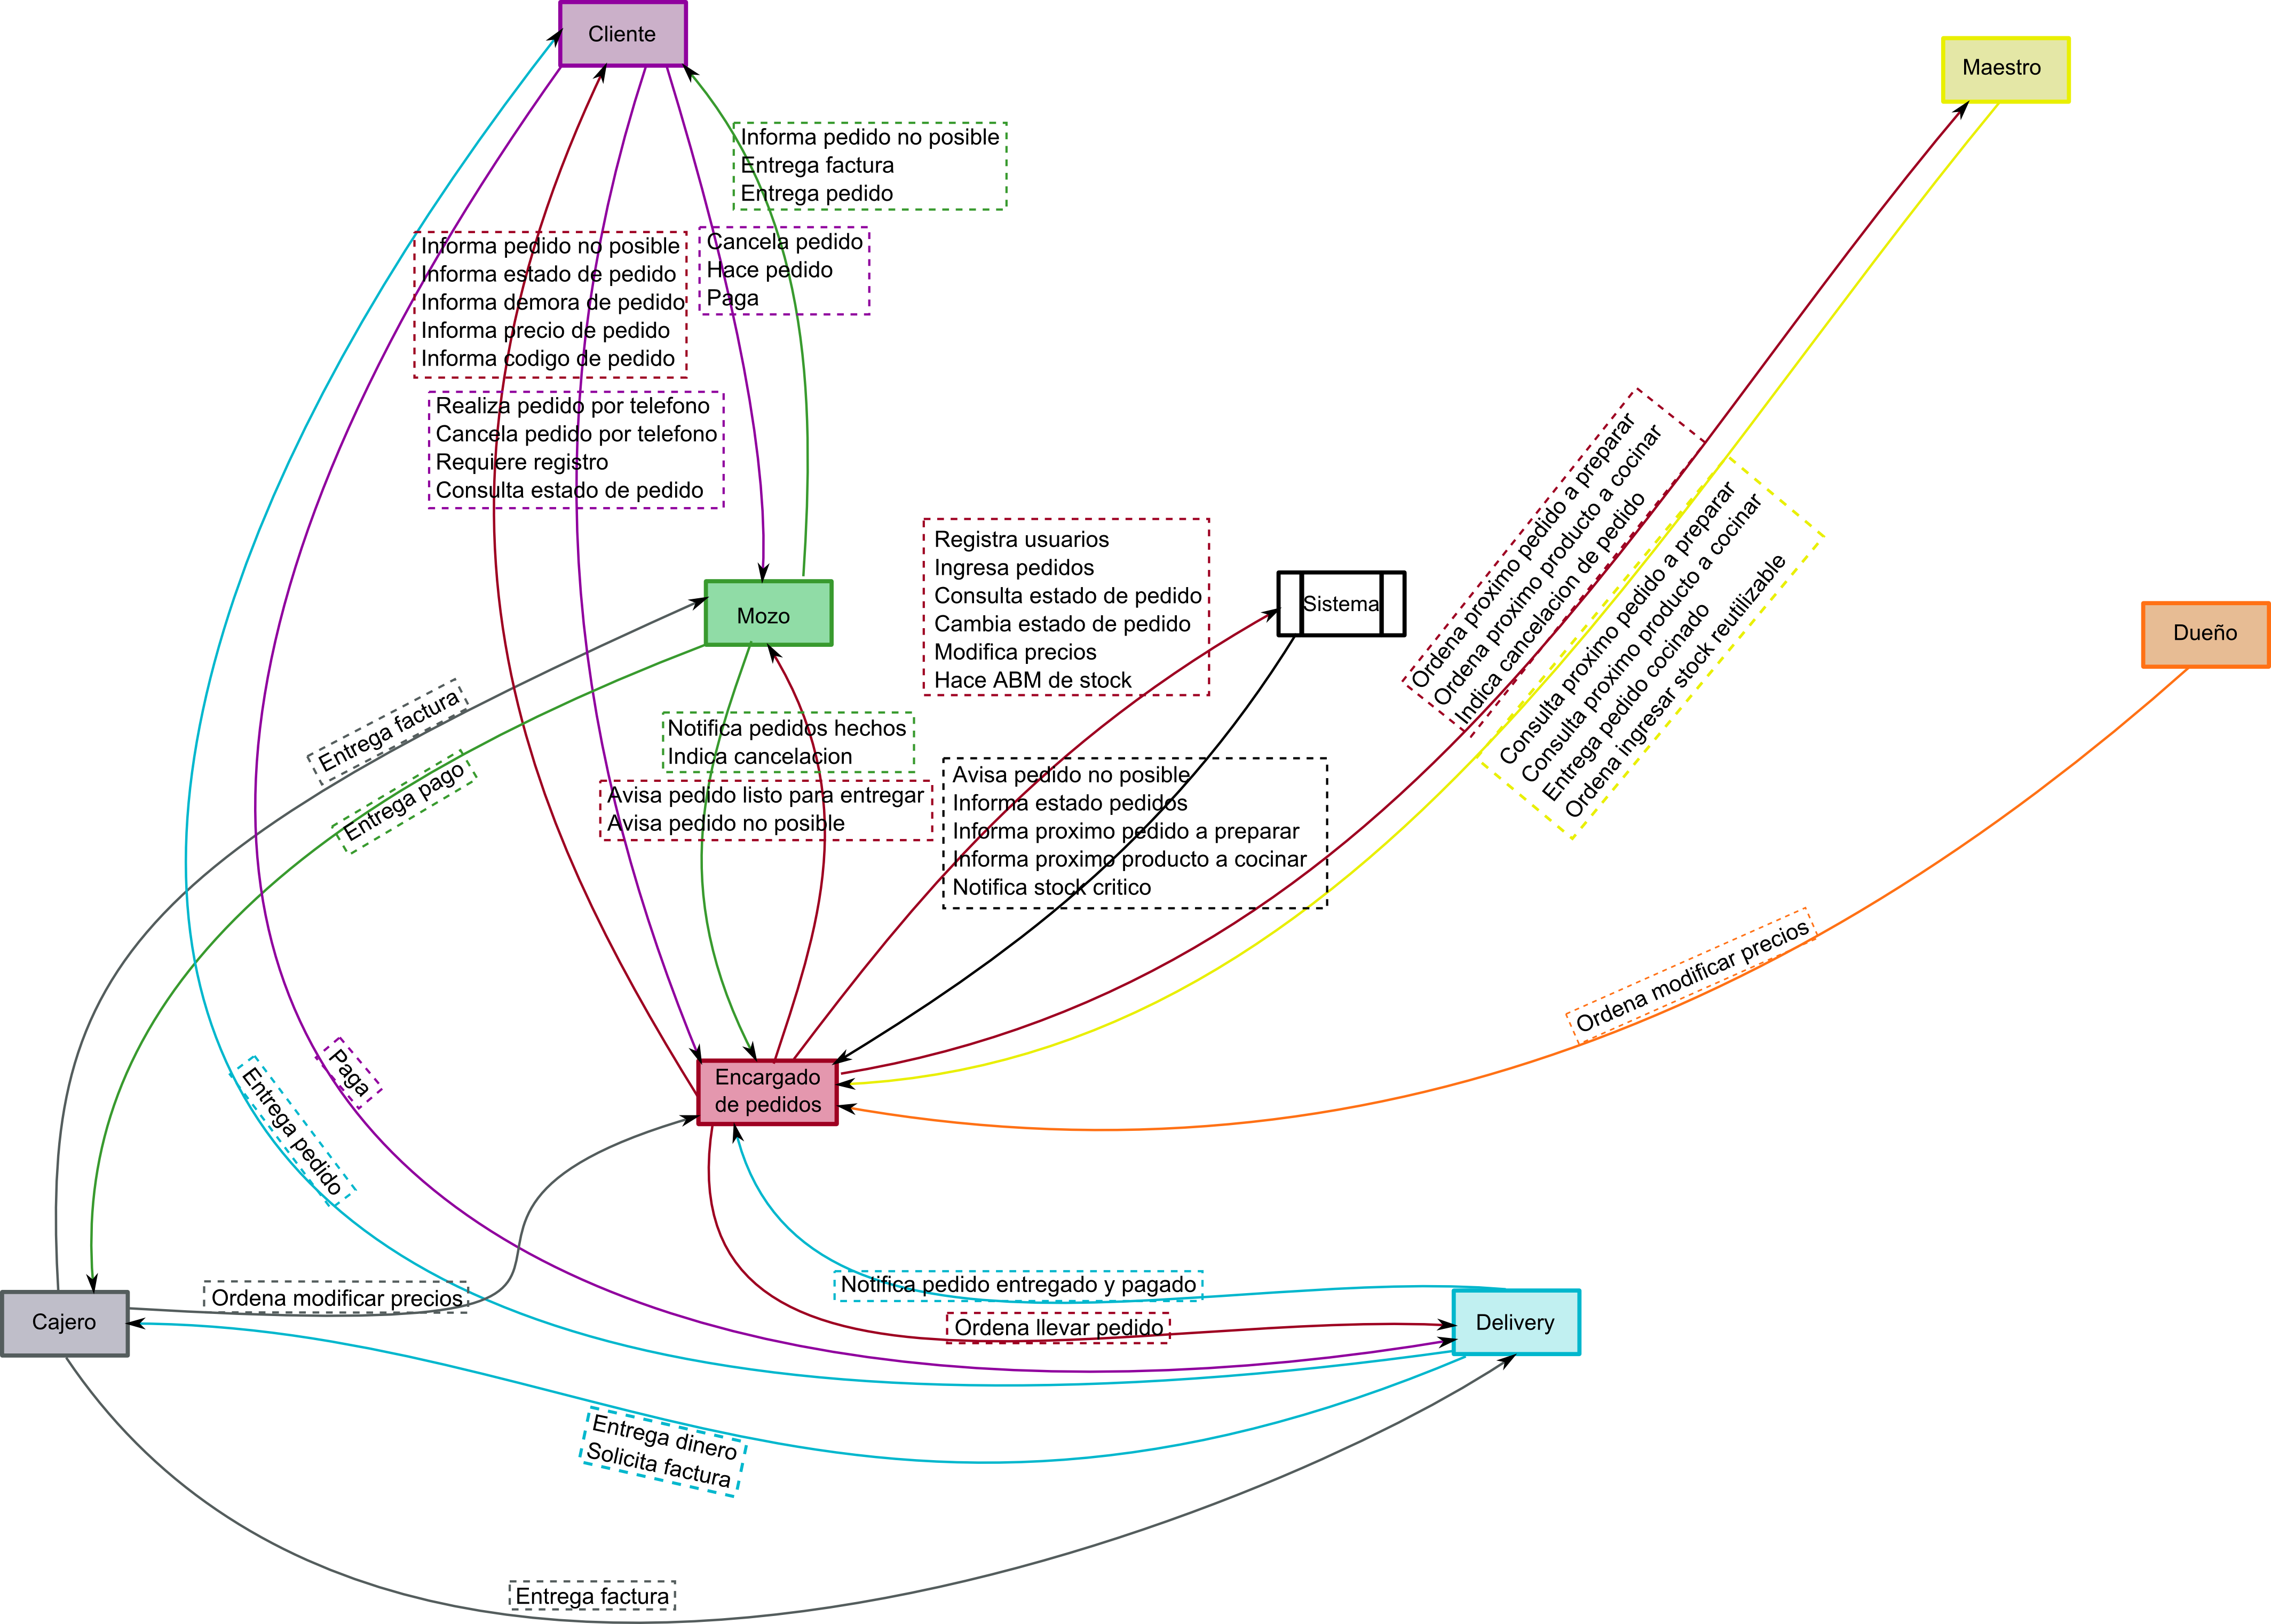 Cliente
Maestro
Informa pedido no posible
Entrega factura
Entrega pedido
Informa pedido no posible
Informa estado de pedido
Informa demora de pedido
Informa precio de pedido
Informa codigo de pedido
Cancela pedido
Hace pedido
Paga
Realiza pedido por telefono
Cancela pedido por telefono
Requiere registro
Consulta estado de pedido
Ordena proximo pedido a preparar
Ordena proximo producto a cocinar
Indica cancelacion de pedido
Consulta proximo pedido a preparar
Consulta proximo producto a cocinar
Entrega pedido cocinado
Ordena ingresar stock reutilizable
Registra usuarios
Ingresa pedidos
Consulta estado de pedido
Cambia estado de pedido
Modifica precios
Hace ABM de stock
Sistema
Mozo
Dueño
Entrega factura
Entrega pago
Notifica pedidos hechos
Indica cancelacion
Avisa pedido listo para entregar
Avisa pedido no posible
Avisa pedido no posible
Informa estado pedidos
Informa proximo pedido a preparar
Informa proximo producto a cocinar
Notifica stock critico
Ordena modificar precios
Paga
Entrega pedido
Encargado
de pedidos
Notifica pedido entregado y pagado
Ordena modificar precios
Ordena llevar pedido
Cajero
Delivery
Entrega dinero
Solicita factura
Entrega factura